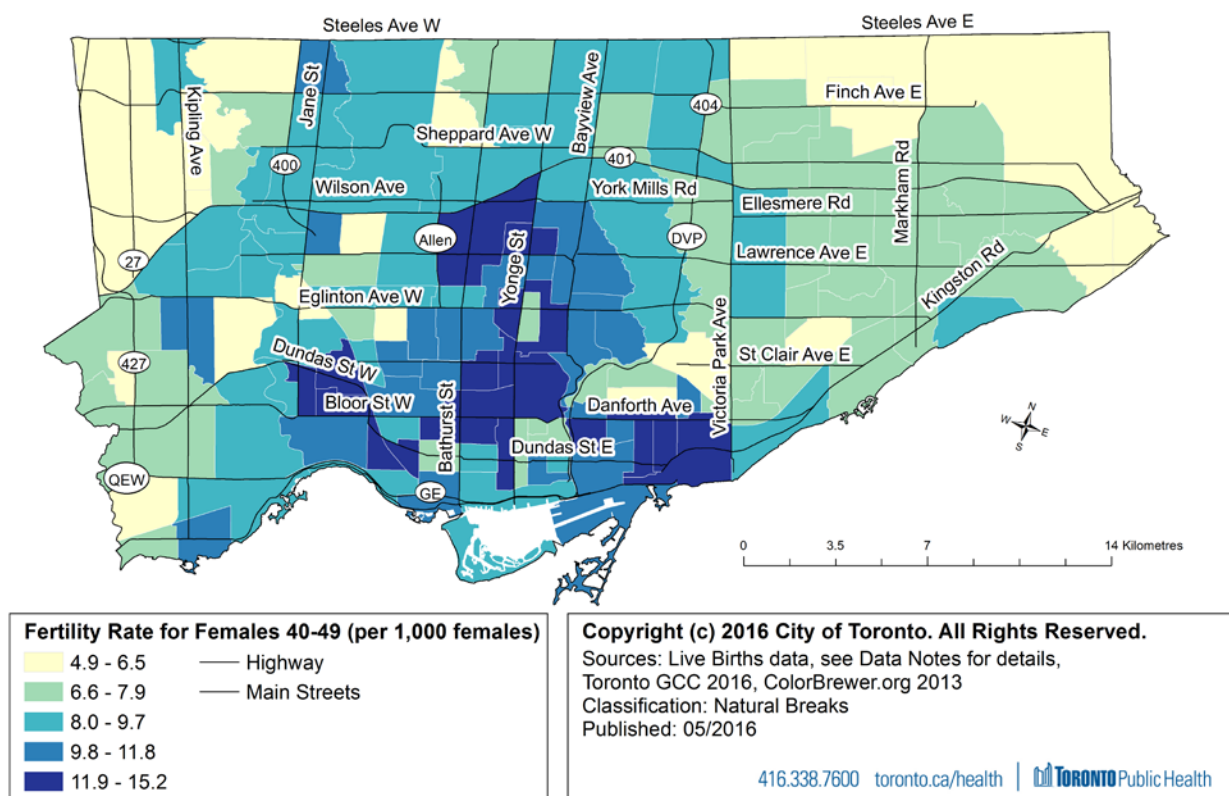 Steeles Ave W
Steeles Ave E
Kipling Ave
Jane St
Bayview Ave
404
Finch Ave E
Sheppard Ave W
400
401
Markham Rd
Wilson Ave
York Mills Rd
Ellesmere Rd
Allen
DVP
Lawrence Ave E
27
Yonge St
Kingston Rd
Eglinton Ave W
427
Dundas St W
Victoria Park Ave
St Clair Ave E
Bloor St W
Bathurst St
Danforth Ave
Dundas St E
QEW
GE
N
W
E
S
0 3.5 7 14 Kilometres
Fertility Rate for Females 40-49 (per 1,000 females)
4.9 - 6.5
Highway
6.6 - 7.9
Main Streets
8.0 - 9.7
9.8 - 11.8
11.9 - 15.2
Copyright (c) 2016 City of Toronto. All Rights Reserved.
Sources: Live Births data, see Data Notes for details,
Toronto GCC 2016, ColorBrewer.org 2013
Classification: Natural Breaks
Published: 05/2016
416.338.7600 toronto.ca/health | TORONTO Public Health